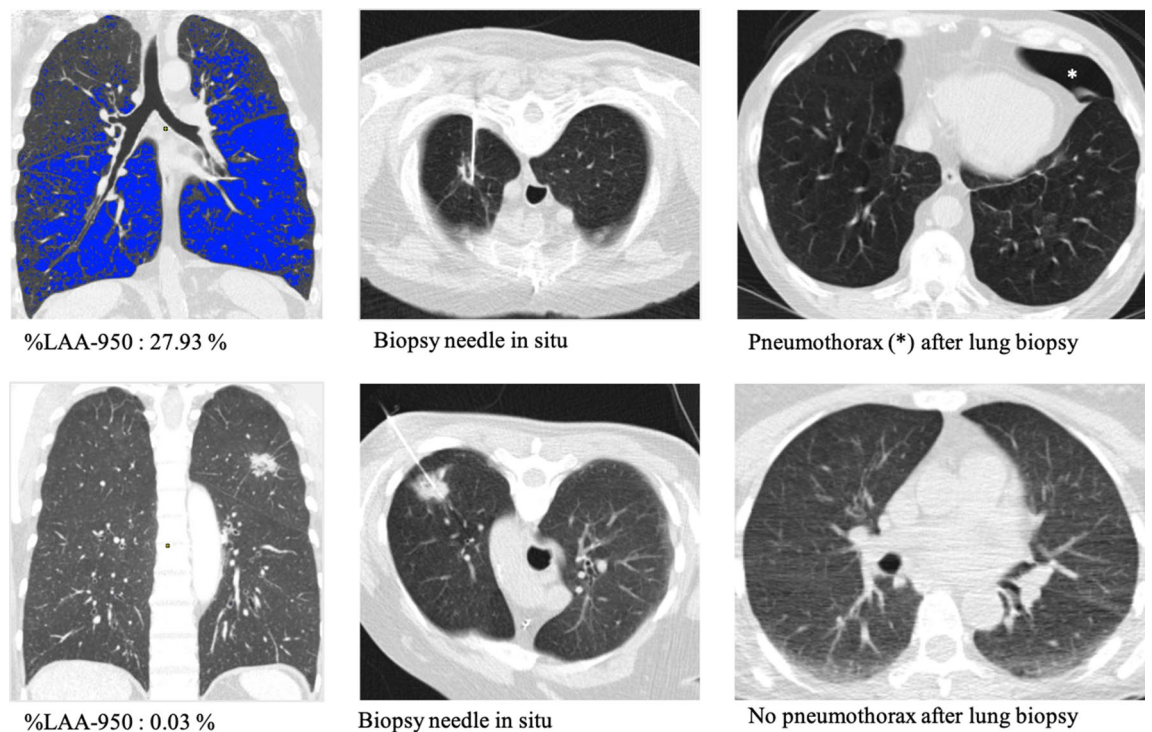 *
%LAA-950 : 27.93 %
Biopsy needle in situ
Pneumothorax (*) after lung biopsy
%LAA-950 : 0.03 %
Biopsy needle in situ
No pneumothorax after lung biopsy